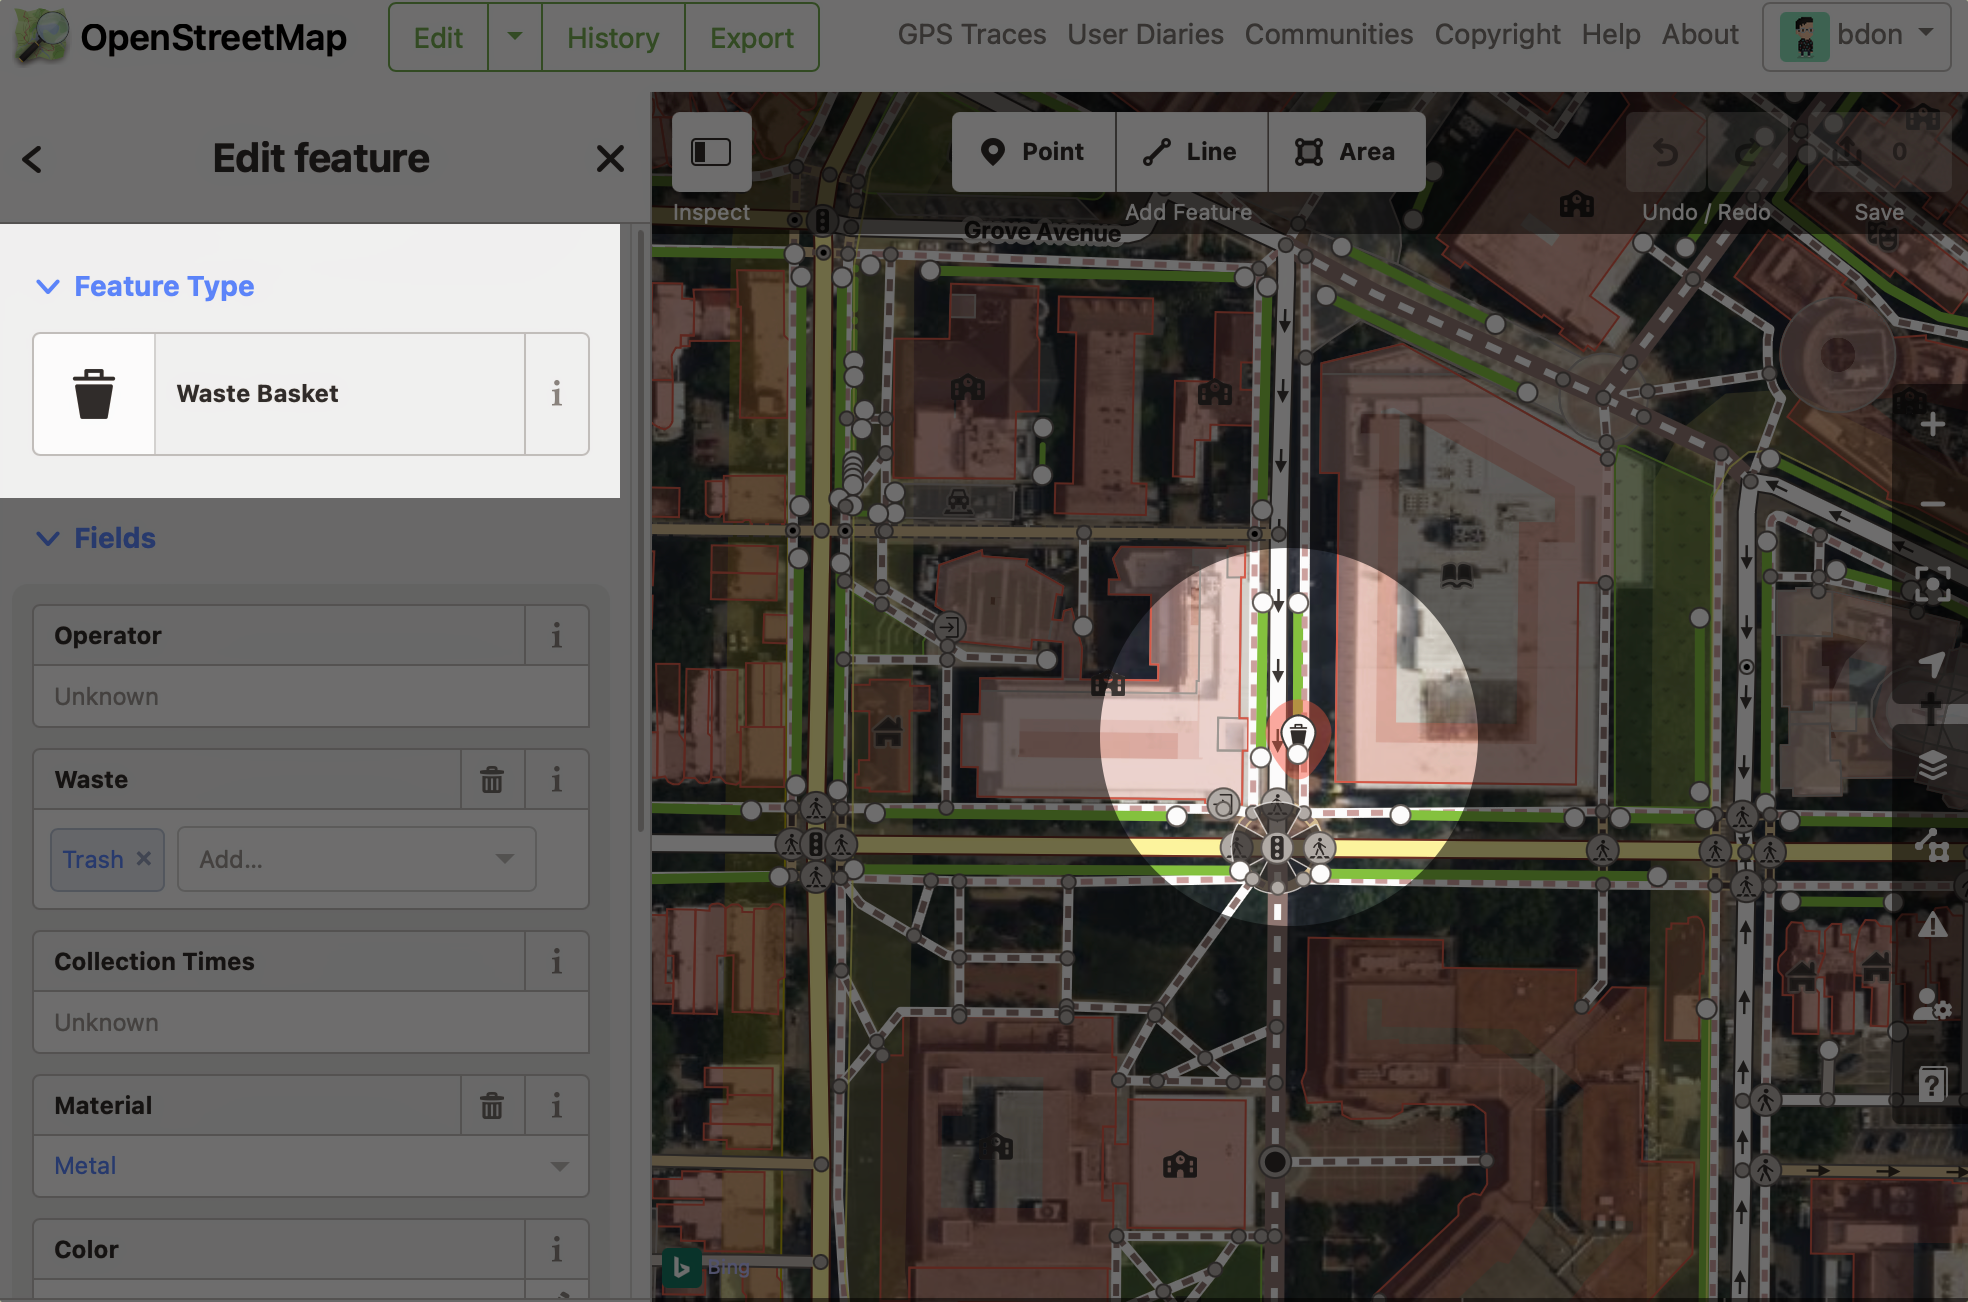 OpenStreetMap
Edit
History
Export
GPS Traces
User Diaries
Communities
Copyright
Help
About
bdon
Edit feature
Inspect
Point
Line
Area
Add Feature
0
Undo / Redo
Save
Grove Avenue
Feature Type
Waste Basket
i
Fields
Operator
i
Unknown
Waste
i
Trash ×
Add...
Collection Times
i
Unknown
Material
i
Metal
Color
i
b Bing